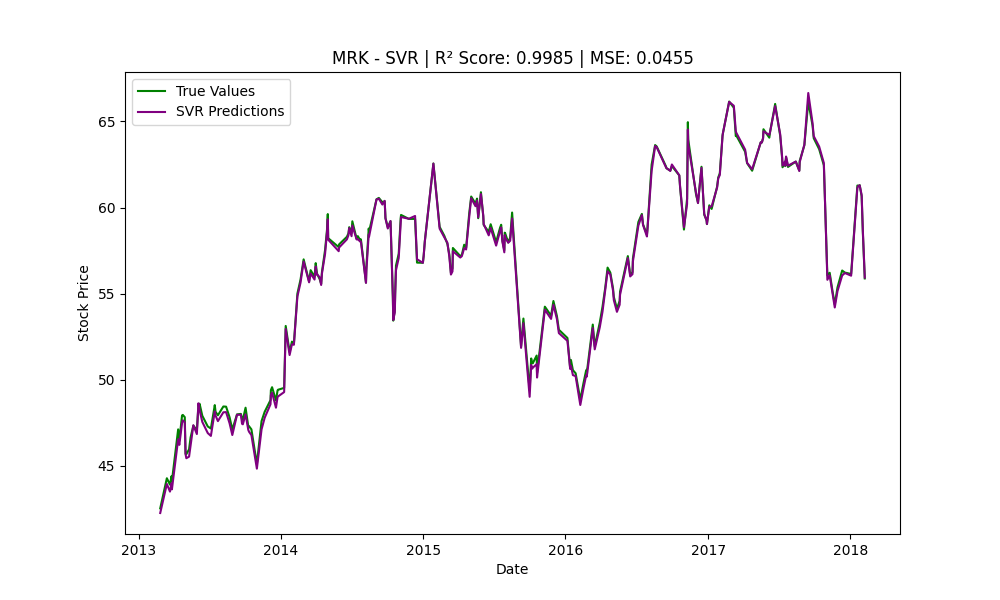 MRK - SVR | R² Score: 0.9985 | MSE: 0.0455
True Values
SVR Predictions
Stock Price
65
60
55
50
45
2013 2014 2015 2016 2017 2018
Date